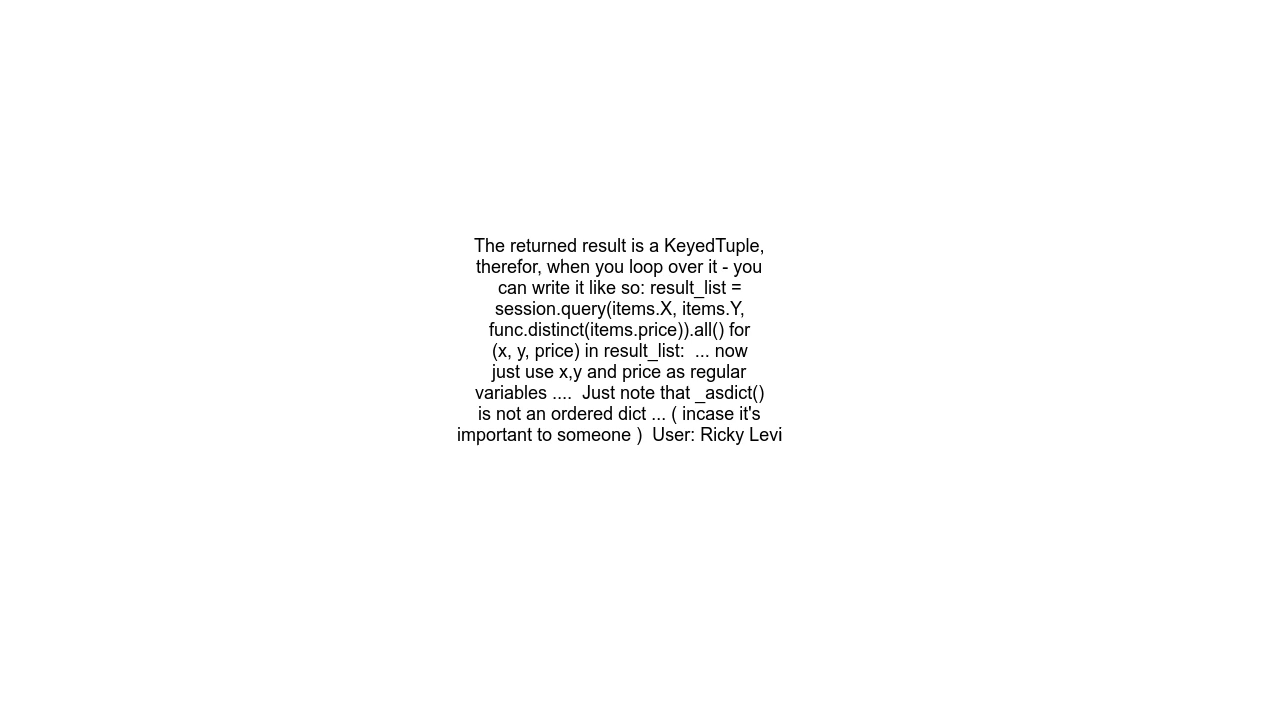 The returned result is a KeyedTuple,
therefor, when you loop over it - you
can write it like so: result_list =
session.query(items.X, items.Y,
func.distinct(items.price)).all() for
(x, y, price) in result_list:  ... now
just use x,y and price as regular
variables ....  Just note that _asdict()
is not an ordered dict ... ( incase it's
important to someone )  User: Ricky Levi